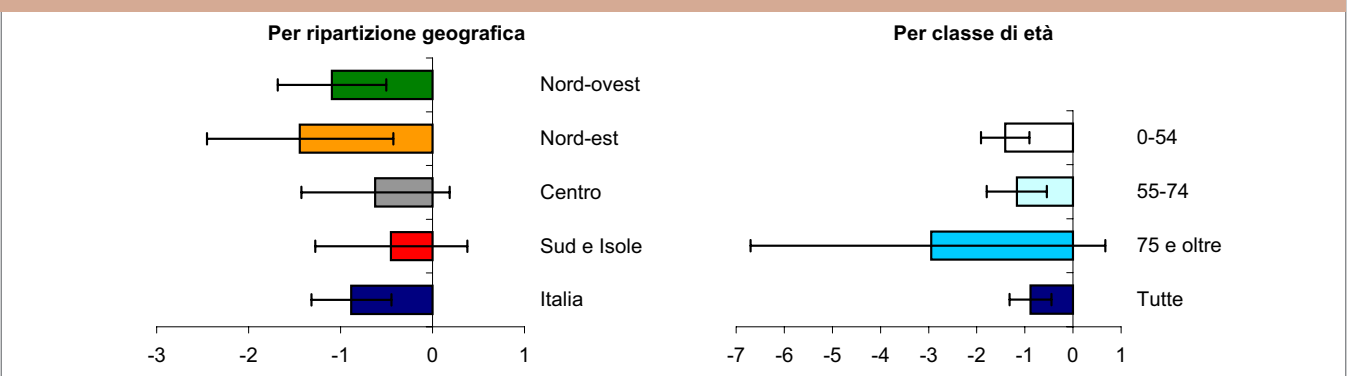 Per ripartizione geografica
Nord-ovest
Nord-est
Centro
Sud e Isole
Italia
-3 -2 -1 0 1
Per classe di età
0-54
55-74
75 e oltre
Tutte
-7 -6 -5 -4 -3 -2 -1 0 1